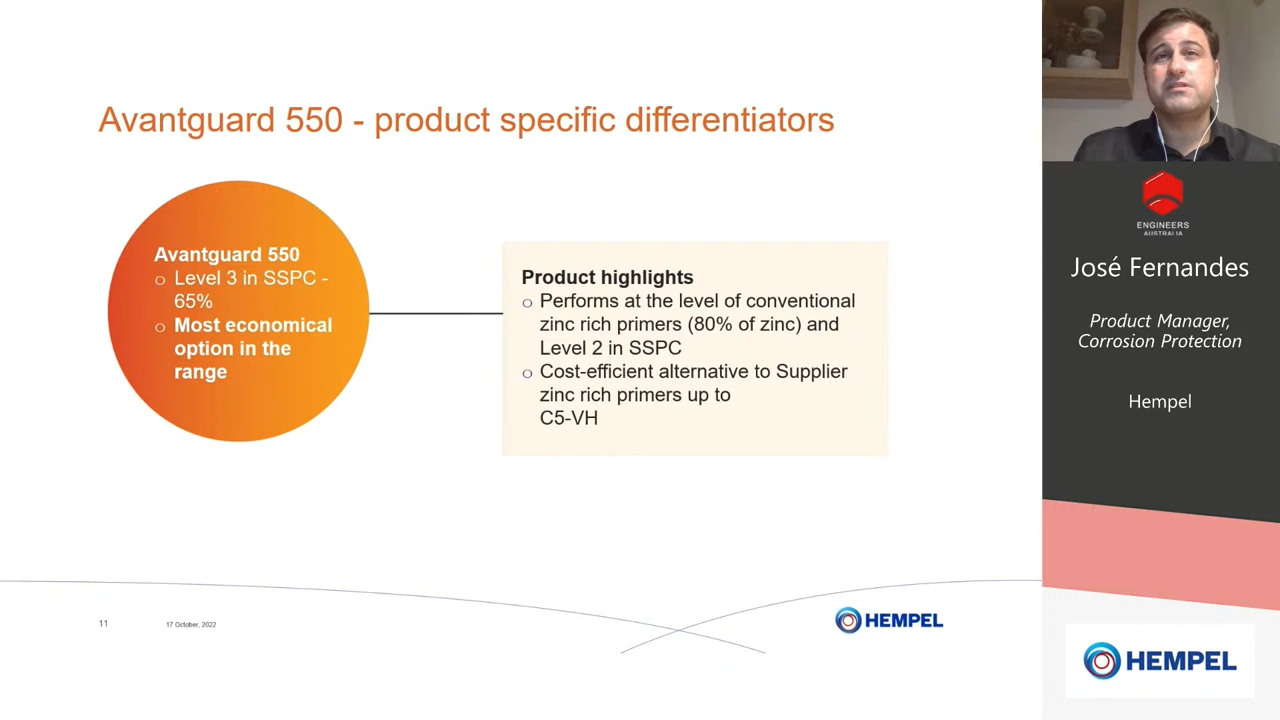 Avantguard 550 - product specific differentiators
Avantguard 550
o Level 3 in SSPC -
65%
o Most economical
option in the
range
Product highlights
o Performs at the level of conventional
zinc rich primers (80% of zinc) and
Level 2 in SSPC
o Cost-efficient alternative to Supplier
zinc rich primers up to
C5-VH
11
17 October, 2022
HEMPEL
ENGINEERS
AUSTRALIA
José Fernandes
Product Manager,
Corrosion Protection
Hempel
HEMPEL